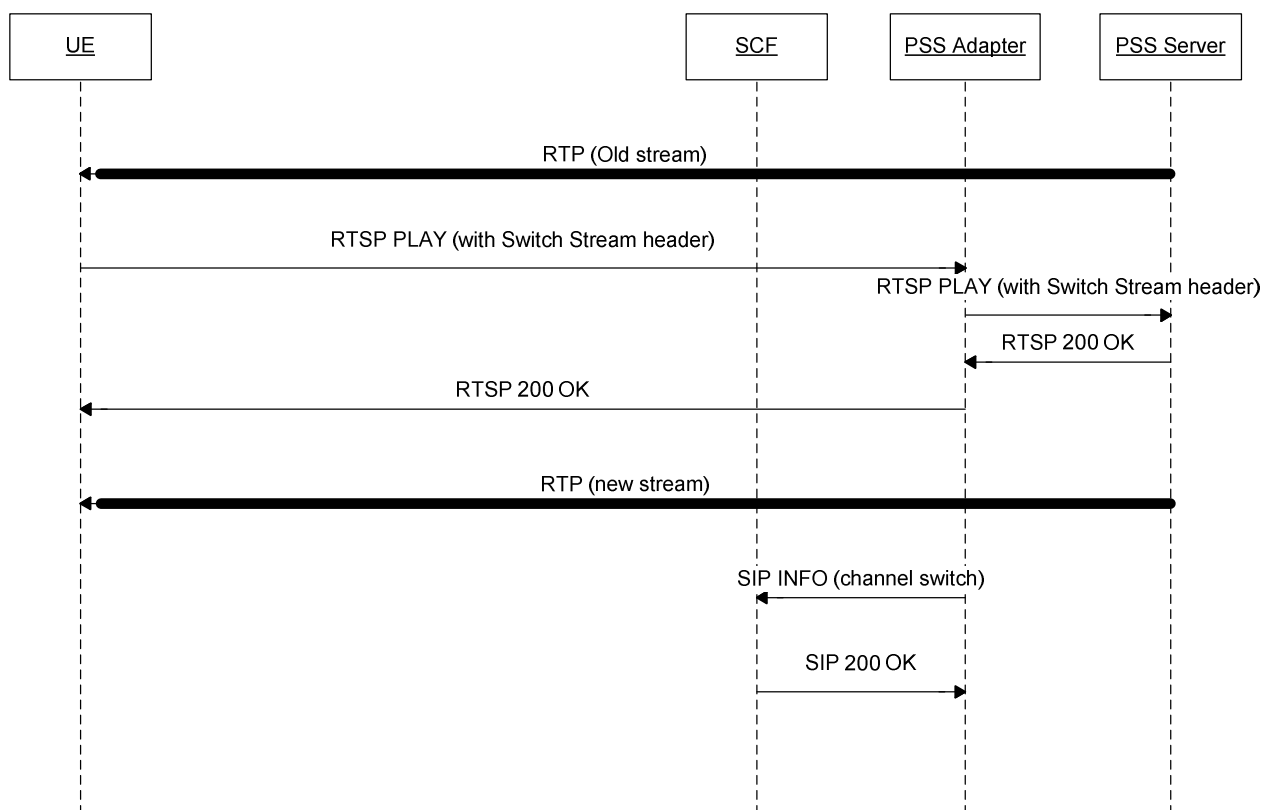 UE
SCF
PSS Adapter
PSS Server
RTP (Old stream)
RTSP PLAY (with Switch Stream header)
RTSP PLAY (with Switch Stream header)
RTSP 200 OK
RTSP 200 OK
RTP (new stream)
SIP INFO (channel switch)
SIP 200 OK